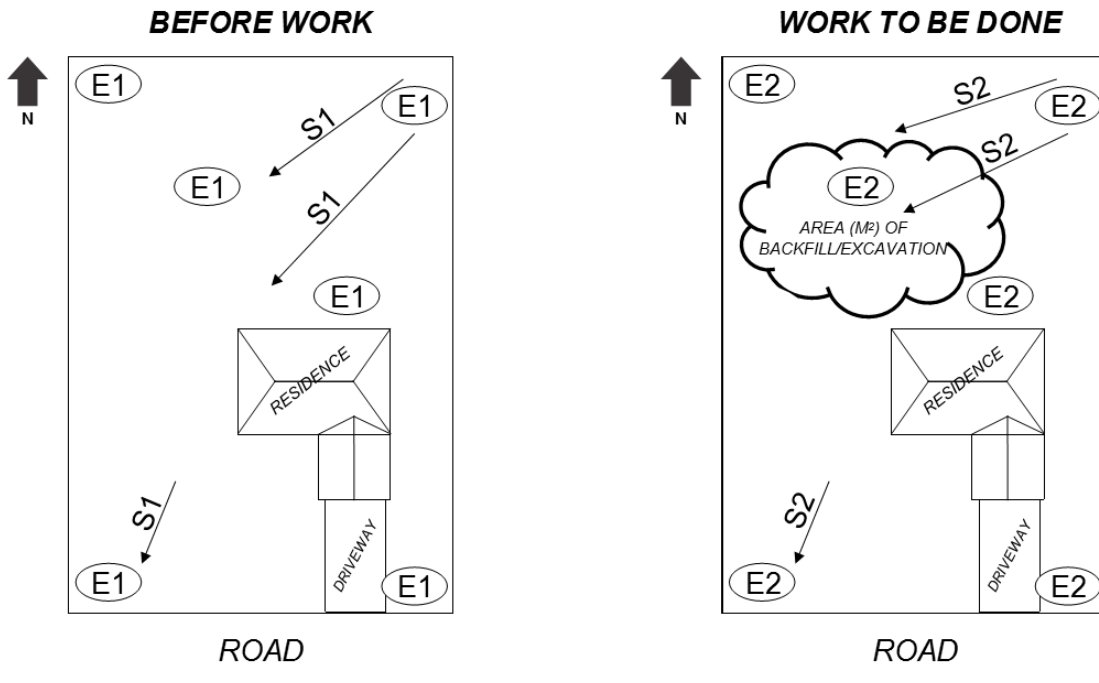 BEFORE WORK
E1
N
E1
S1
E1
S1
E1
RESIDENCE
S1
E1
DRIVEWAY
E1
ROAD
WORK TO BE DONE
E2
N
S2
E2
S2
E2
AREA (M²) OF
BACKFILL/EXCAVATION
E2
RESIDENCE
S2
E2
DRIVEWAY
E2
ROAD